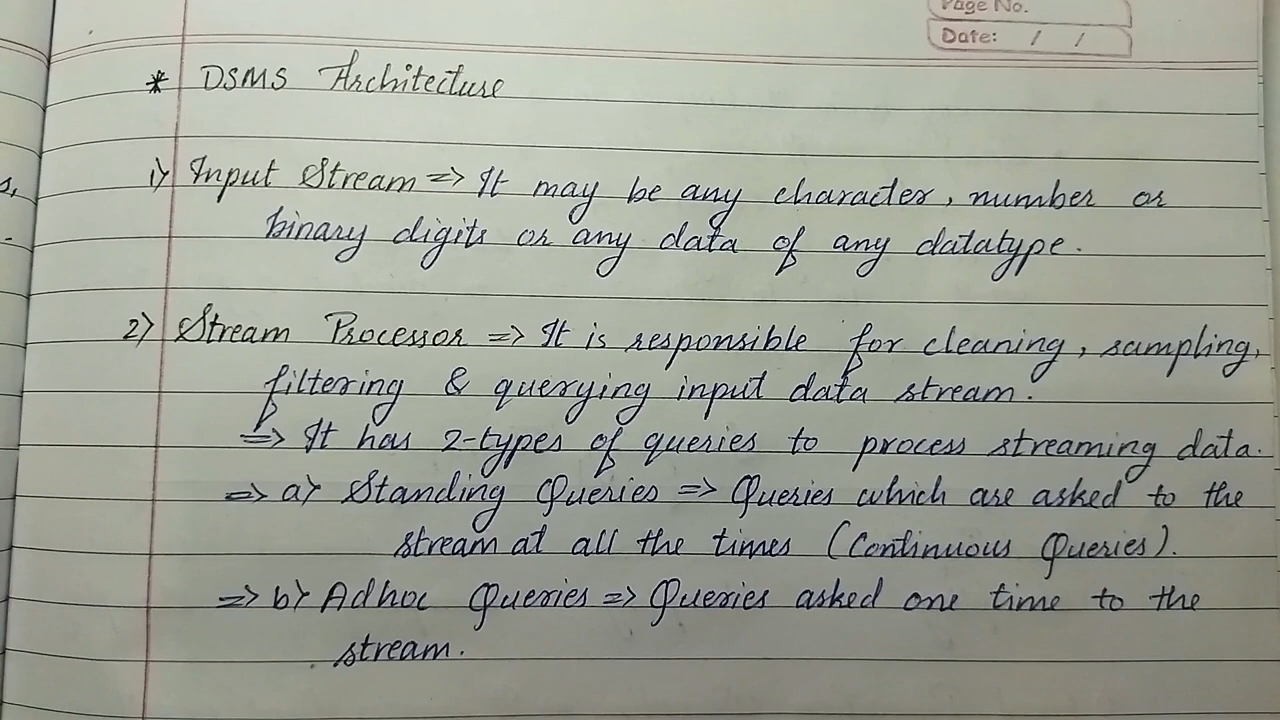 Page No.
Date: / /
* DSMS Architecture
1) Input Stream => It may be any character, number or
binary digits or any data of any datatype.
2) Stream Processor => It is responsible for cleaning, sampling,
filtering & querying input data stream.
=> It has 2-types of queries to process streaming data.
=> a) Standing Queries => Queries which are asked to the
stream at all the times (Continuous Queries).
=> b) Adhoc Queries => Queries asked one time to the
stream.